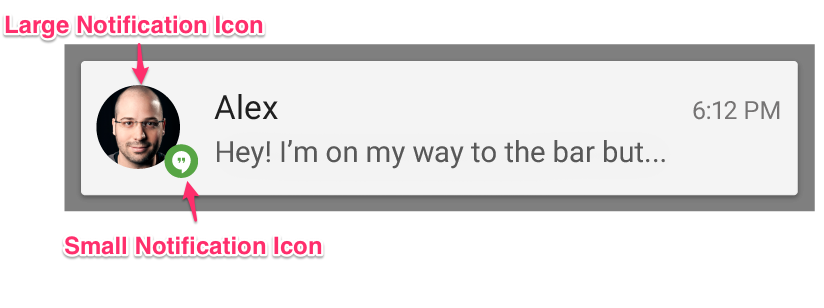 Large Notification Icon
Alex
6:12 PM
Hey! I'm on my way to the bar but...
Small Notification Icon